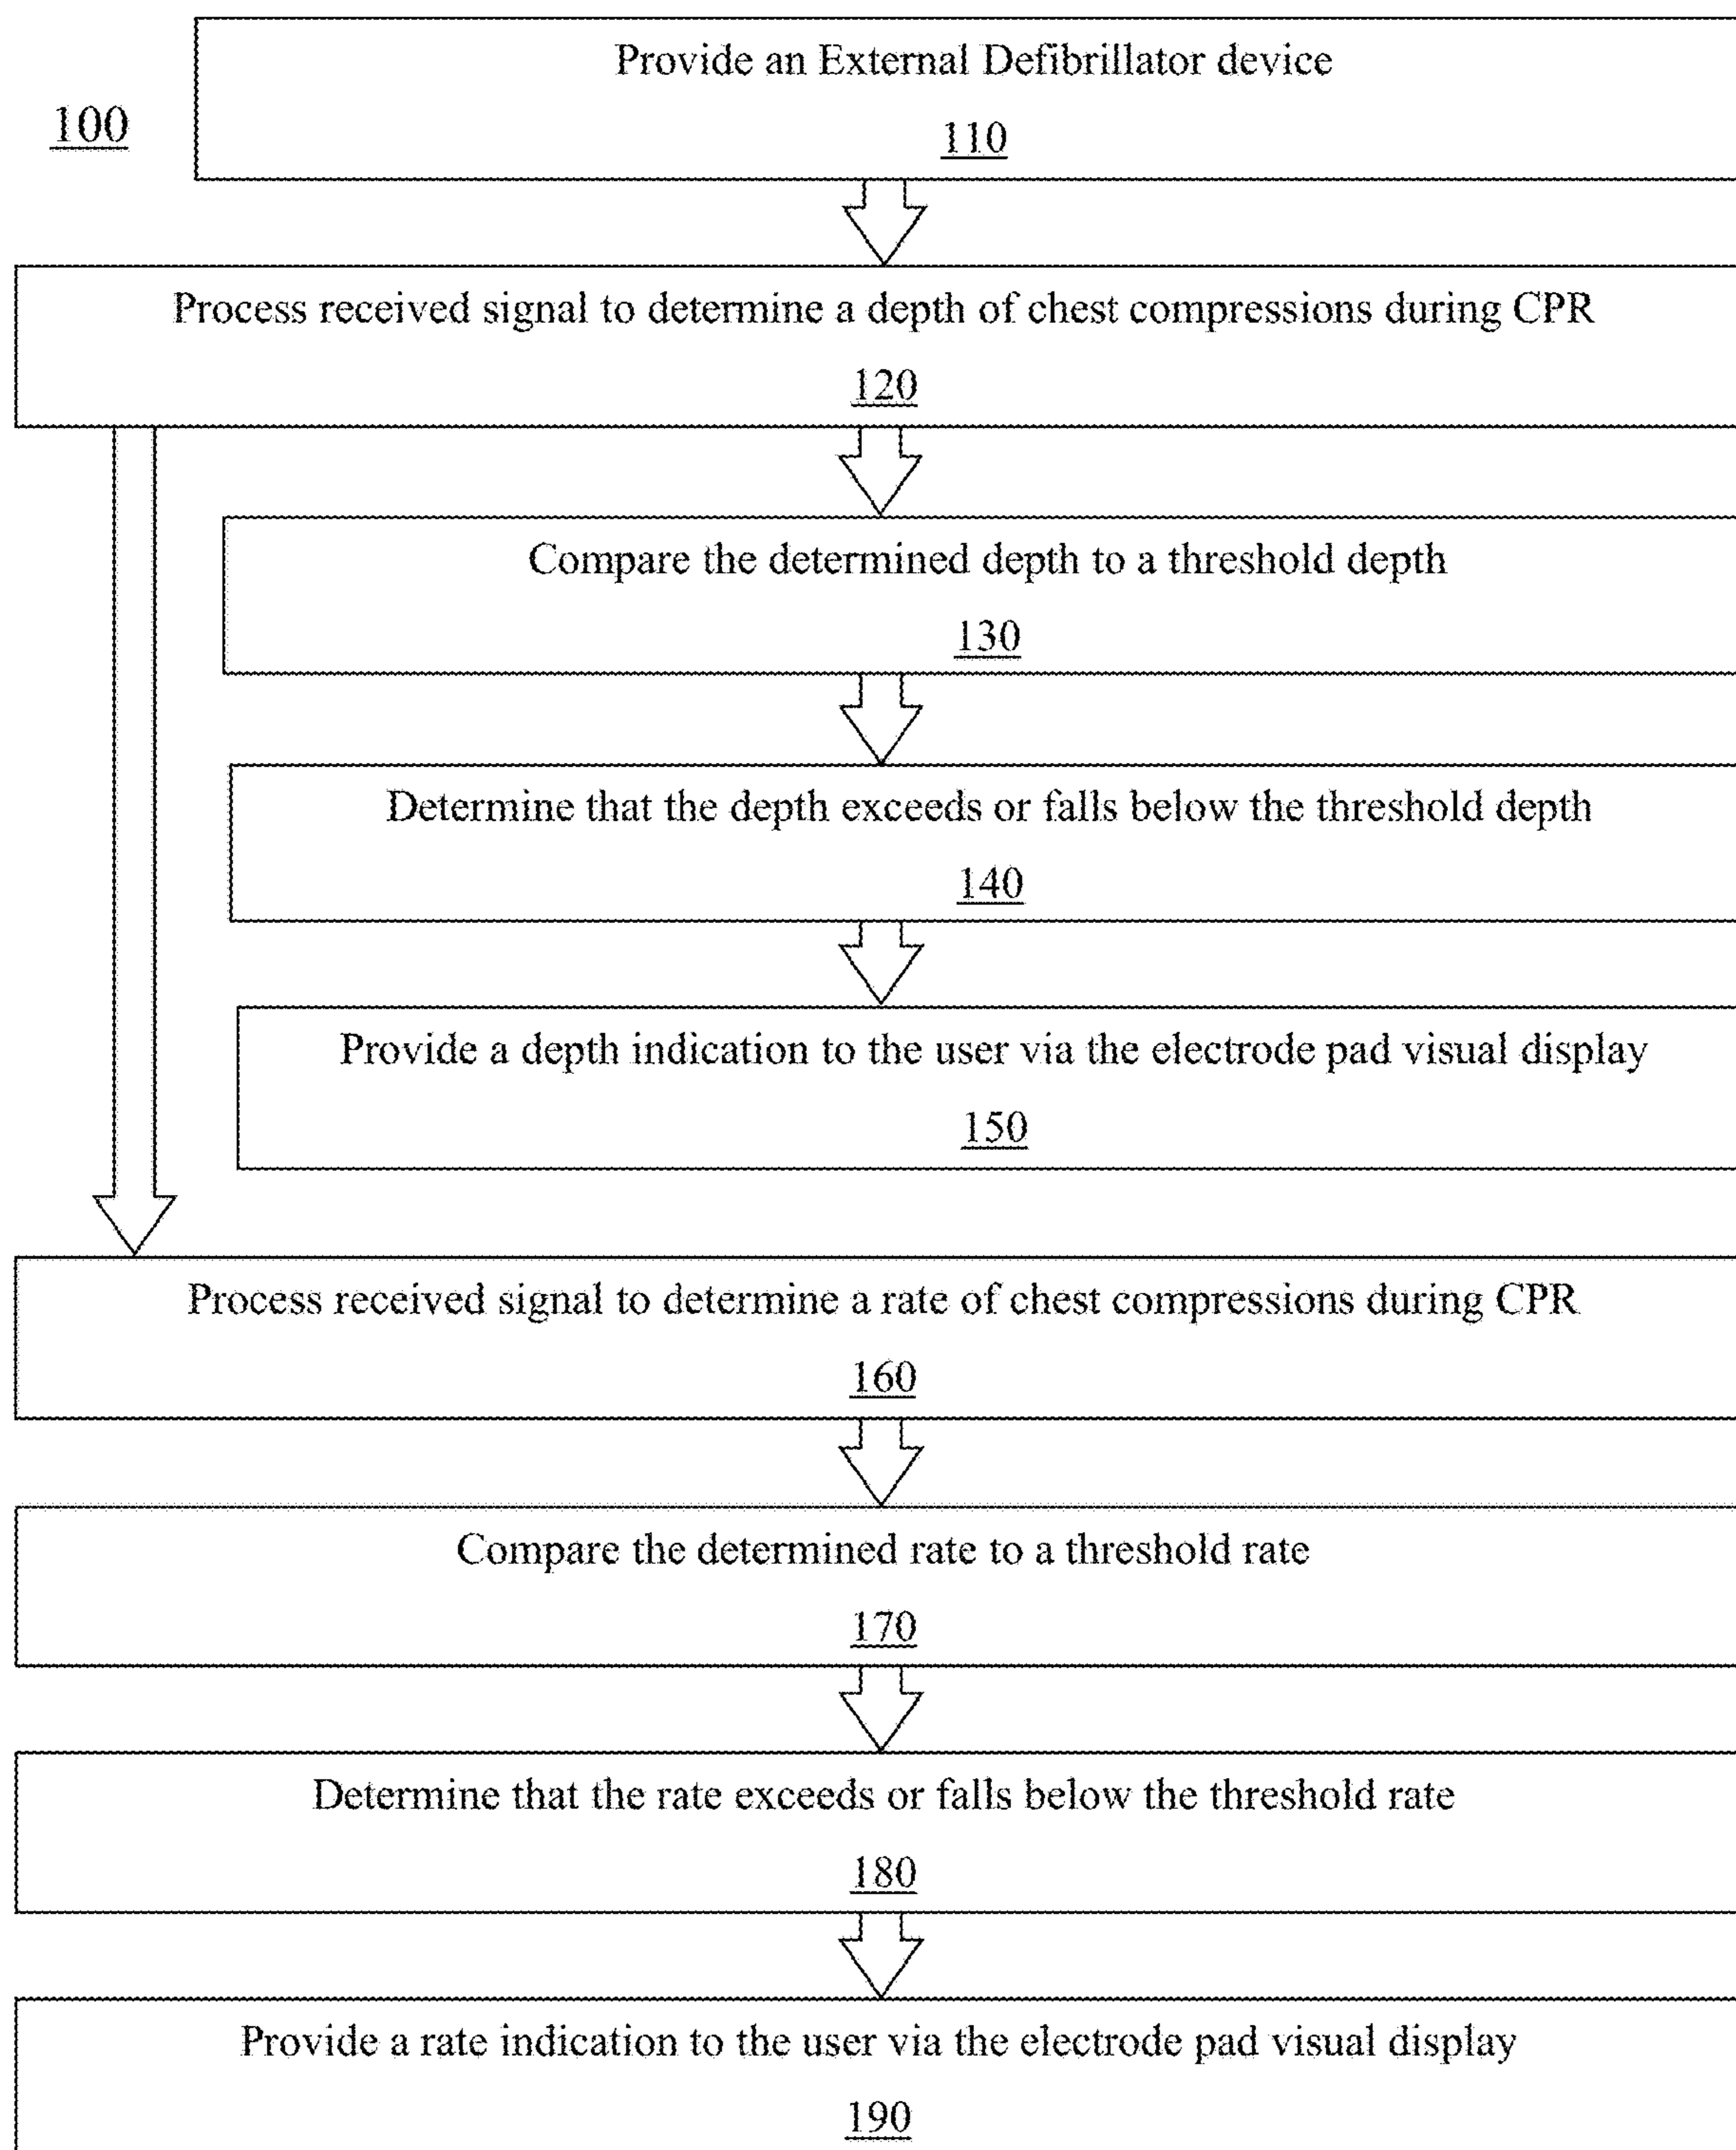 Provide an External Defibrillator device
100
110
Process received signal to determine a depth of chest compressions during CPR
120
Compare the determined depth to a threshold depth
130
Determine that the depth exceeds or falls below the threshold depth
140
Provide a depth indication to the user via the electrode pad visual display
150
Process received signal to determine a rate of chest compressions during CPR
160
Compare the determined rate to a threshold rate
170
Determine that the rate exceeds or falls below the threshold rate
180
Provide a rate indication to the user via the electrode pad visual display
190